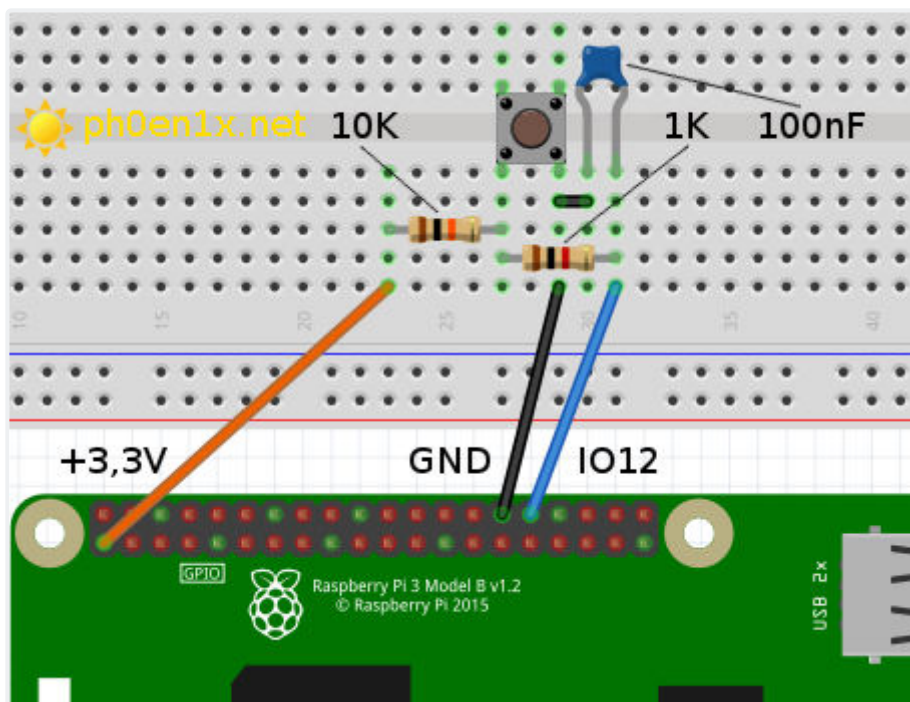 ph0en1x.net
10K
1K
100nF
10
15
20
25
30
35
40
+3,3V
GND
IO12
GPIO
Raspberry Pi 3 Model B v1.2
© Raspberry Pi 2015
USB 2x